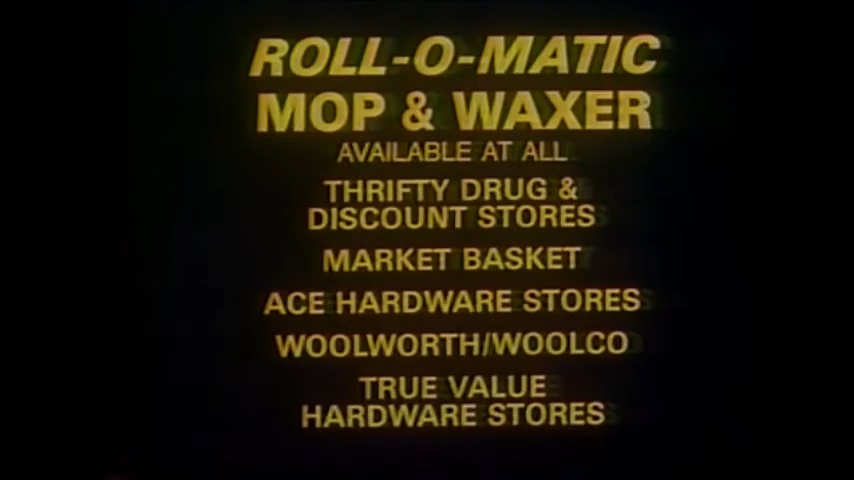 ROLL-O-MATIC
MOP & WAXER
AVAILABLE AT ALL
THRIFTY DRUG &
DISCOUNT STORES
MARKET BASKET
ACE HARDWARE STORES
WOOLWORTH/WOOLCO
TRUE VALUE
HARDWARE STORES